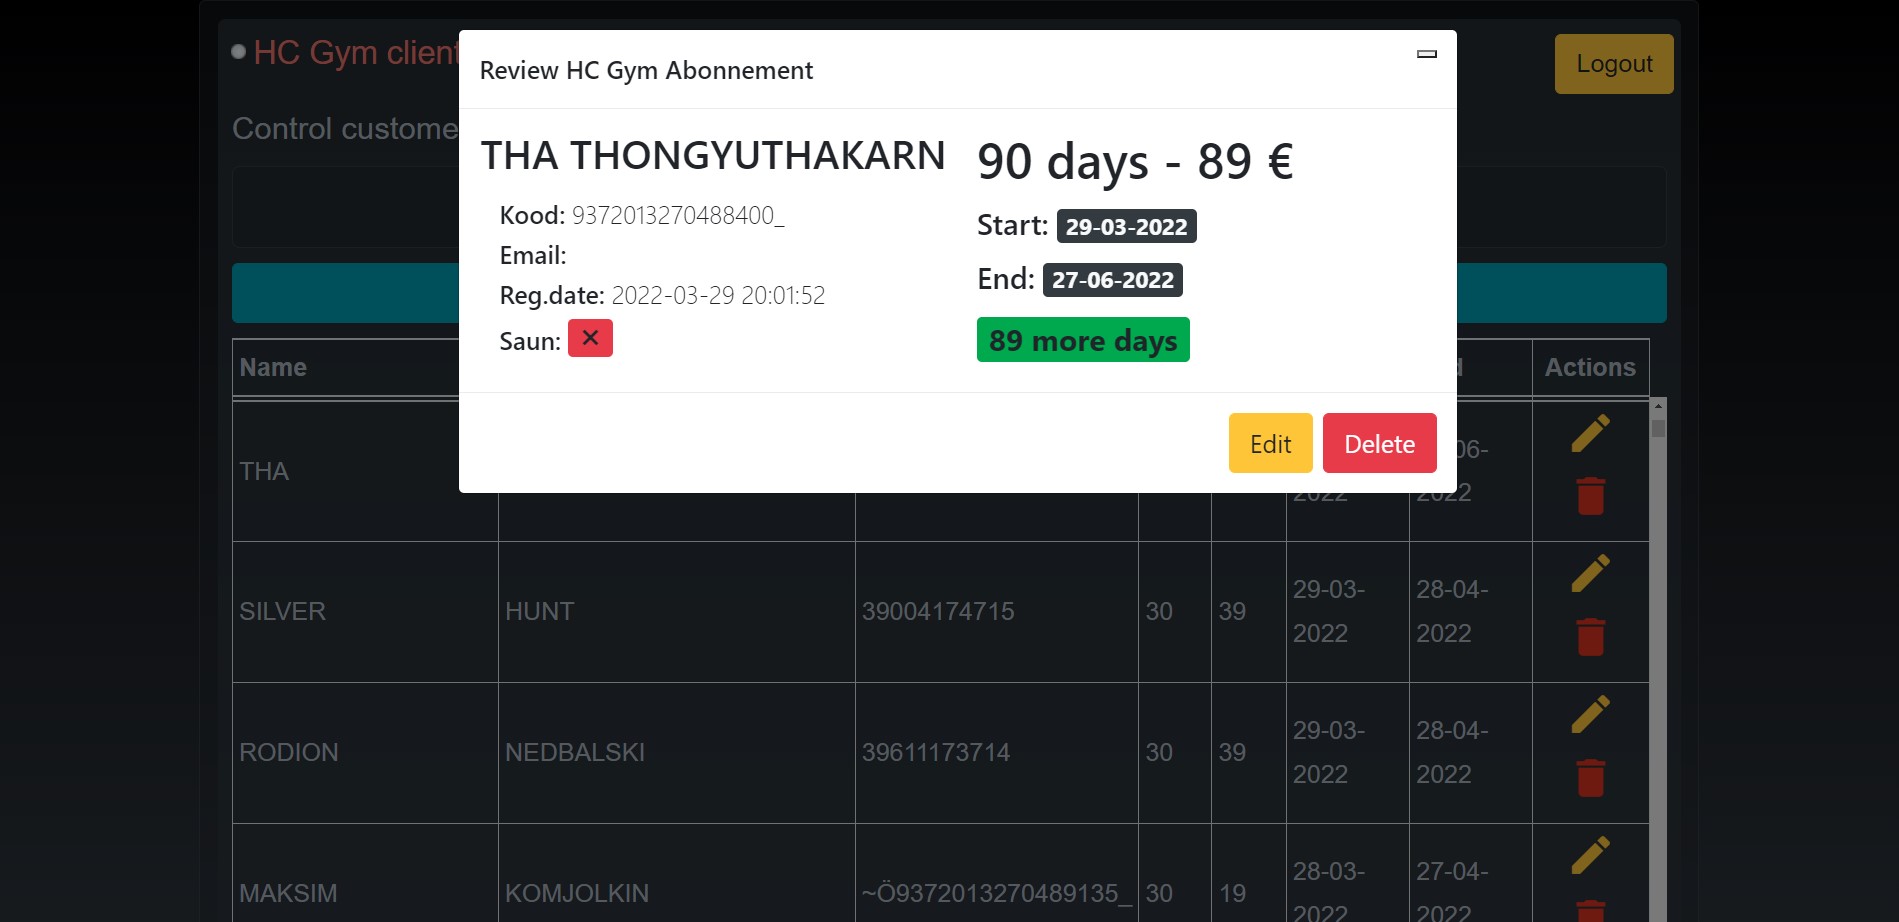 HC Gym client
Logout
Control custome
Review HC Gym Abonnement
THA THONGYUTHAKARN
Kood: 9372013270488400_
Email:
Reg.date: 2022-03-29 20:01:52
Saun:
90 days - 89 €
Start: 29-03-2022
End: 27-06-2022
89 more days
Edit Delete
Name d Actions
THA 2022 06-2022
SILVER HUNT 39004174715 30 39 29-03-2022 28-04-2022
RODION NEDBALSKI 39611173714 30 39 29-03-2022 28-04-2022
MAKSIM KOMJOLKIN ~Ö9372013270489135_ 30 19 28-03-2022 27-04-2022